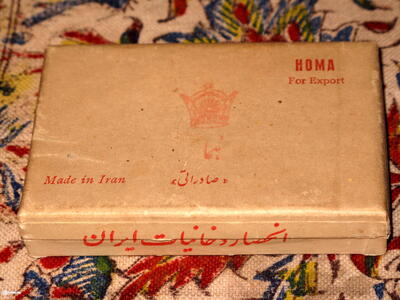 HOMA
For Export
هما
Made in Iran
«صادراتی»
انحصار دخانیات ایران